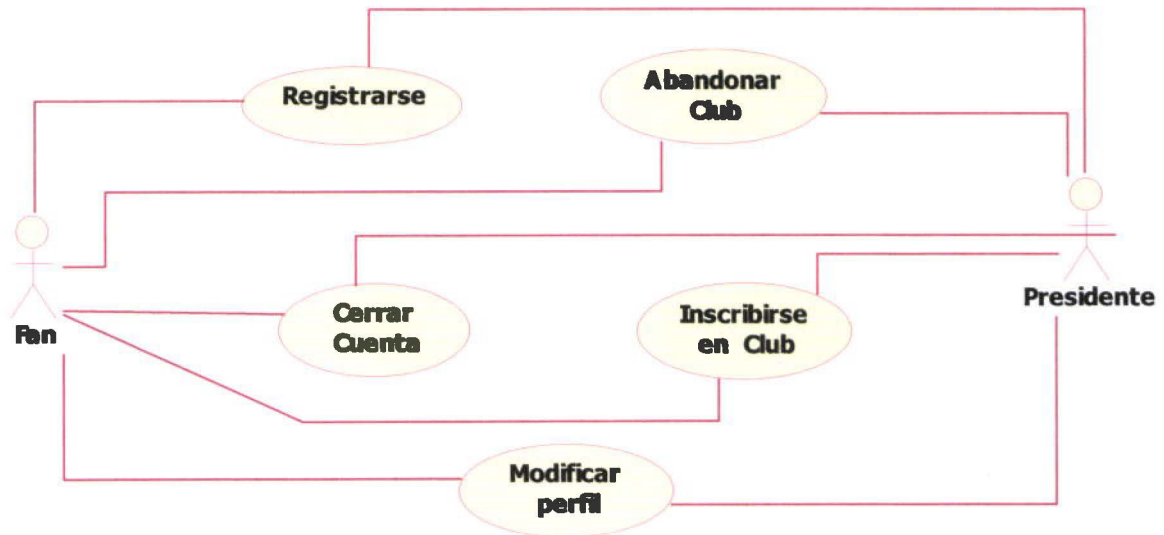 Registrarse
Abandonar
Club
Cerrar
Cuenta
Inscribirse
en Club
Fan
Presidente
Modificar
perfil